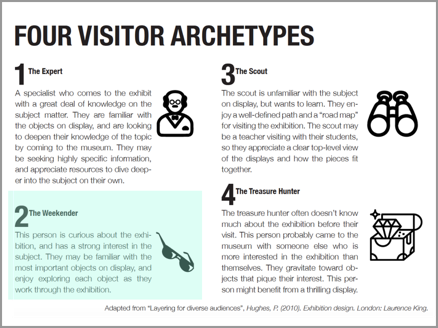 FOUR VISITOR ARCHETYPES
1 The Expert
A specialist who comes to the exhibit
with a great deal of knowledge on the
subject matter. They are familiar with
the objects on display, and are looking
to deepen their knowledge of the topic
by coming to the museum. They may
be seeking highly specific information,
and appreciate resources to dive deep-
er into the subject on their own.
2 The Weekender
This person is curious about the exhi-
bition, and has a strong interest in the
subject. They may be familiar with the
most important objects on display, and
enjoy exploring each object as they
work through the exhibition.
3 The Scout
The scout is unfamiliar with the subject
on display, but wants to learn. They en-
joy a well-defined path and a “road map”
for visiting the exhibition. The scout may
be a teacher visiting with their students,
so they appreciate a clear top-level view
of the displays and how the pieces fit
together.
4 The Treasure Hunter
The treasure hunter often doesn't know
much about the exhibition before their
visit. This person probably came to the
museum with someone else who is
more interested in the exhibition than
themselves. They gravitate toward ob-
jects that pique their interest. This per-
son might benefit from a thrilling display.
Adapted from “Layering for diverse audiences”, Hughes, P. (2010). Exhibition design. London: Laurence King.